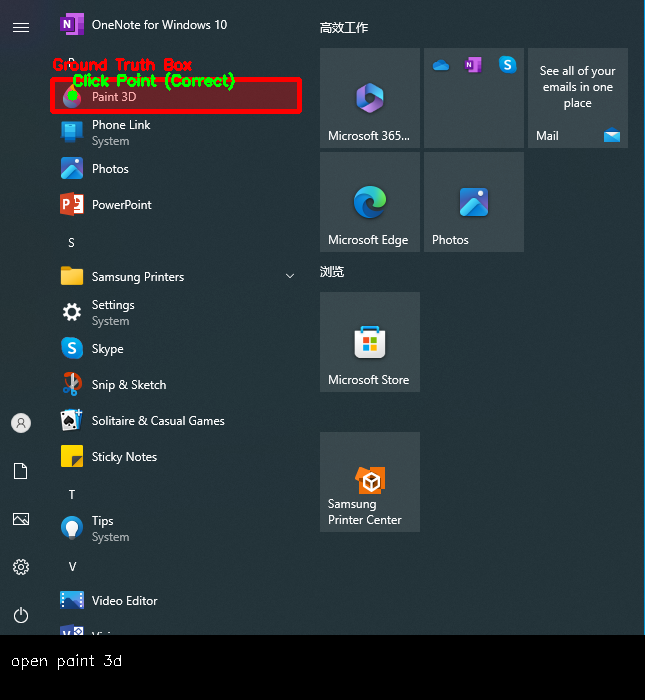 OneNote for Windows 10
P
Ground Truth Box
Click Point (Correct)
Paint 3D
Phone Link
System
Photos
PowerPoint
S
Samsung Printers
Settings
System
Skype
Snip & Sketch
Solitaire & Casual Games
Sticky Notes
T
Tips
System
V
Video Editor
高效工作
Microsoft 365...
See all of your
emails in one
place
Mail
Microsoft Edge
Photos
浏览
Microsoft Store
Samsung
Printer Center
open paint 3d